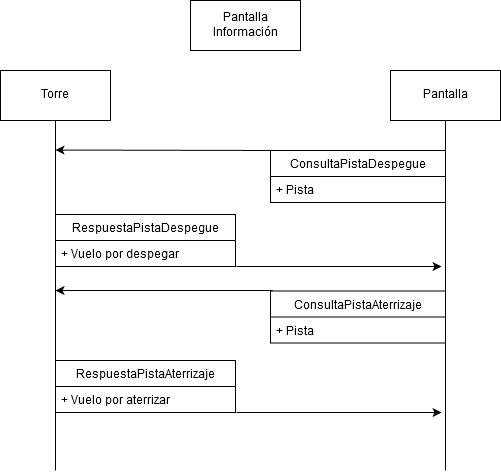 Pantalla
Información
Torre
Pantalla
ConsultaPistaDespegue
+ Pista
RespuestaPistaDespegue
+ Vuelo por despegar
ConsultaPistaAterrizaje
+ Pista
RespuestaPistaAterrizaje
+ Vuelo por aterrizar